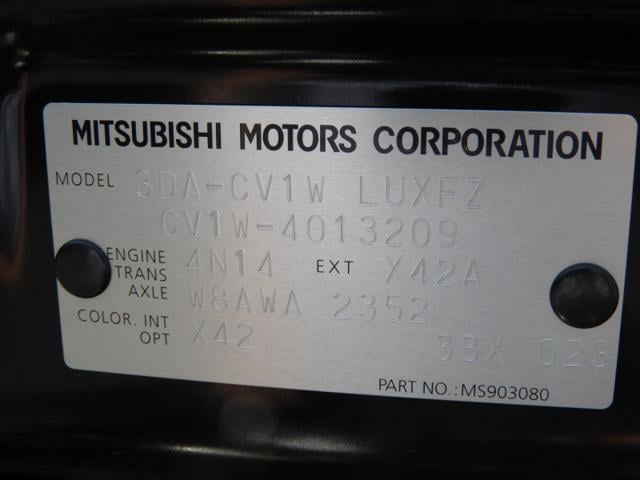 MITSUBISHI MOTORS CORPORATION
MODEL 3DA-CV1W LUXFZ
CV1W-4013209
ENGINE 4N14 EXT X42A
TRANS
AXLE W8AWA 2352
COLOR. INT X42
OPT 33X 023
PART NO.:MS903080